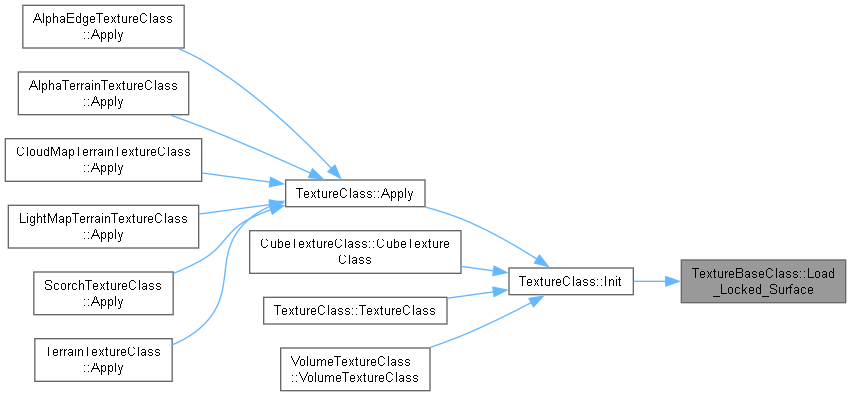 AlphaEdgeTextureClass
::Apply
AlphaTerrainTextureClass
::Apply
CloudMapTerrainTextureClass
::Apply
LightMapTerrainTextureClass
::Apply
ScorchTextureClass
::Apply
TerrainTextureClass
::Apply
TextureClass::Apply
CubeTextureClass::CubeTexture
Class
TextureClass::TextureClass
VolumeTextureClass
::VolumeTextureClass
TextureClass::Init
TextureBaseClass::Load
_Locked_Surface